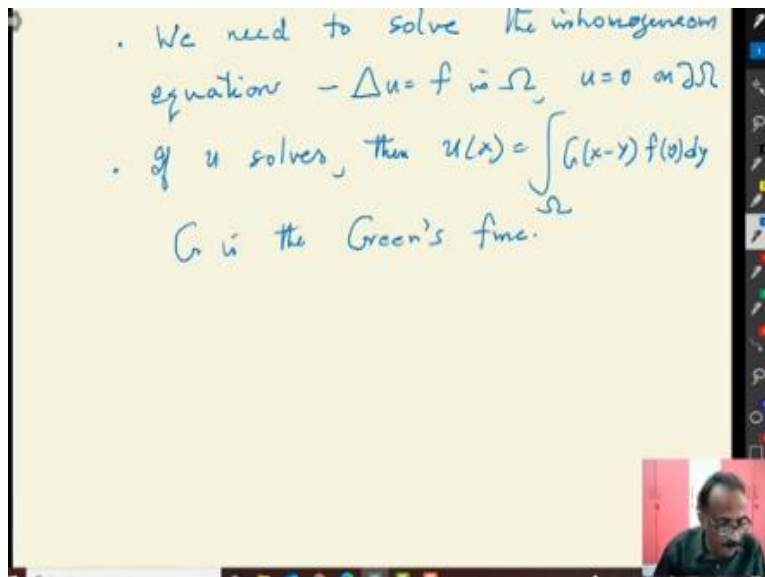 . We need to solve the inhomogeneous
equation - Δu = f in Ω, u=0 on ∂Ω
. If u solves, then u(x) = ∫_Ω G(x-y) f(y)dy
G is the Green's func.